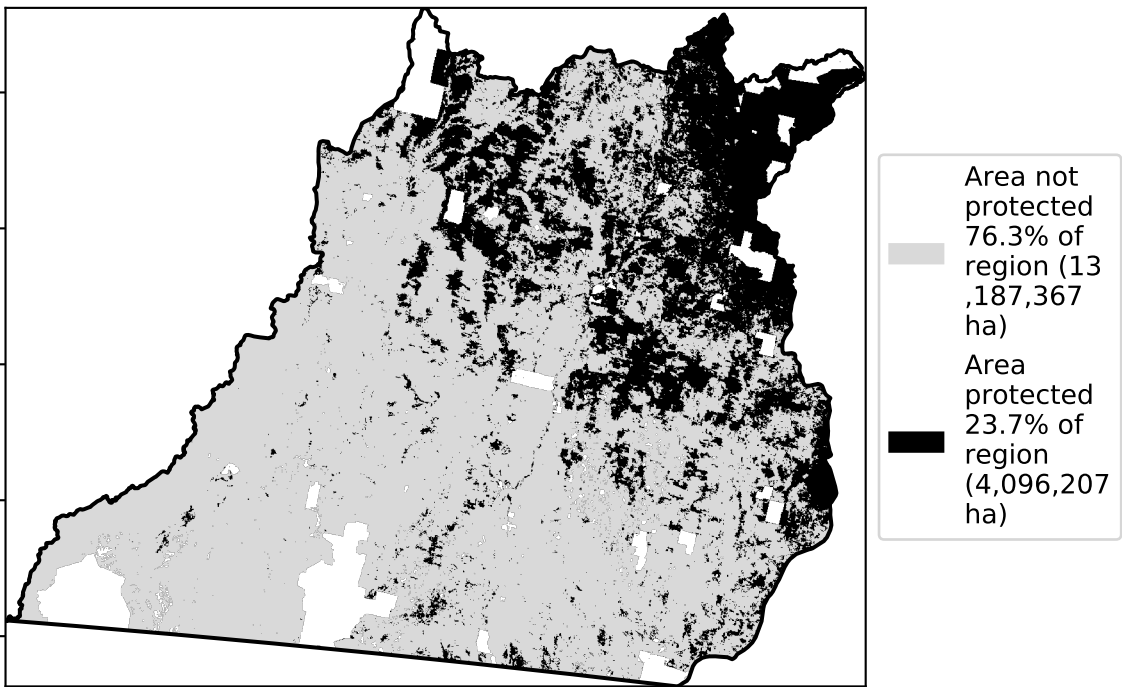 Area not
protected
76.3% of
region (13
,187,367
ha)
Area
protected
23.7% of
region
(4,096,207
ha)